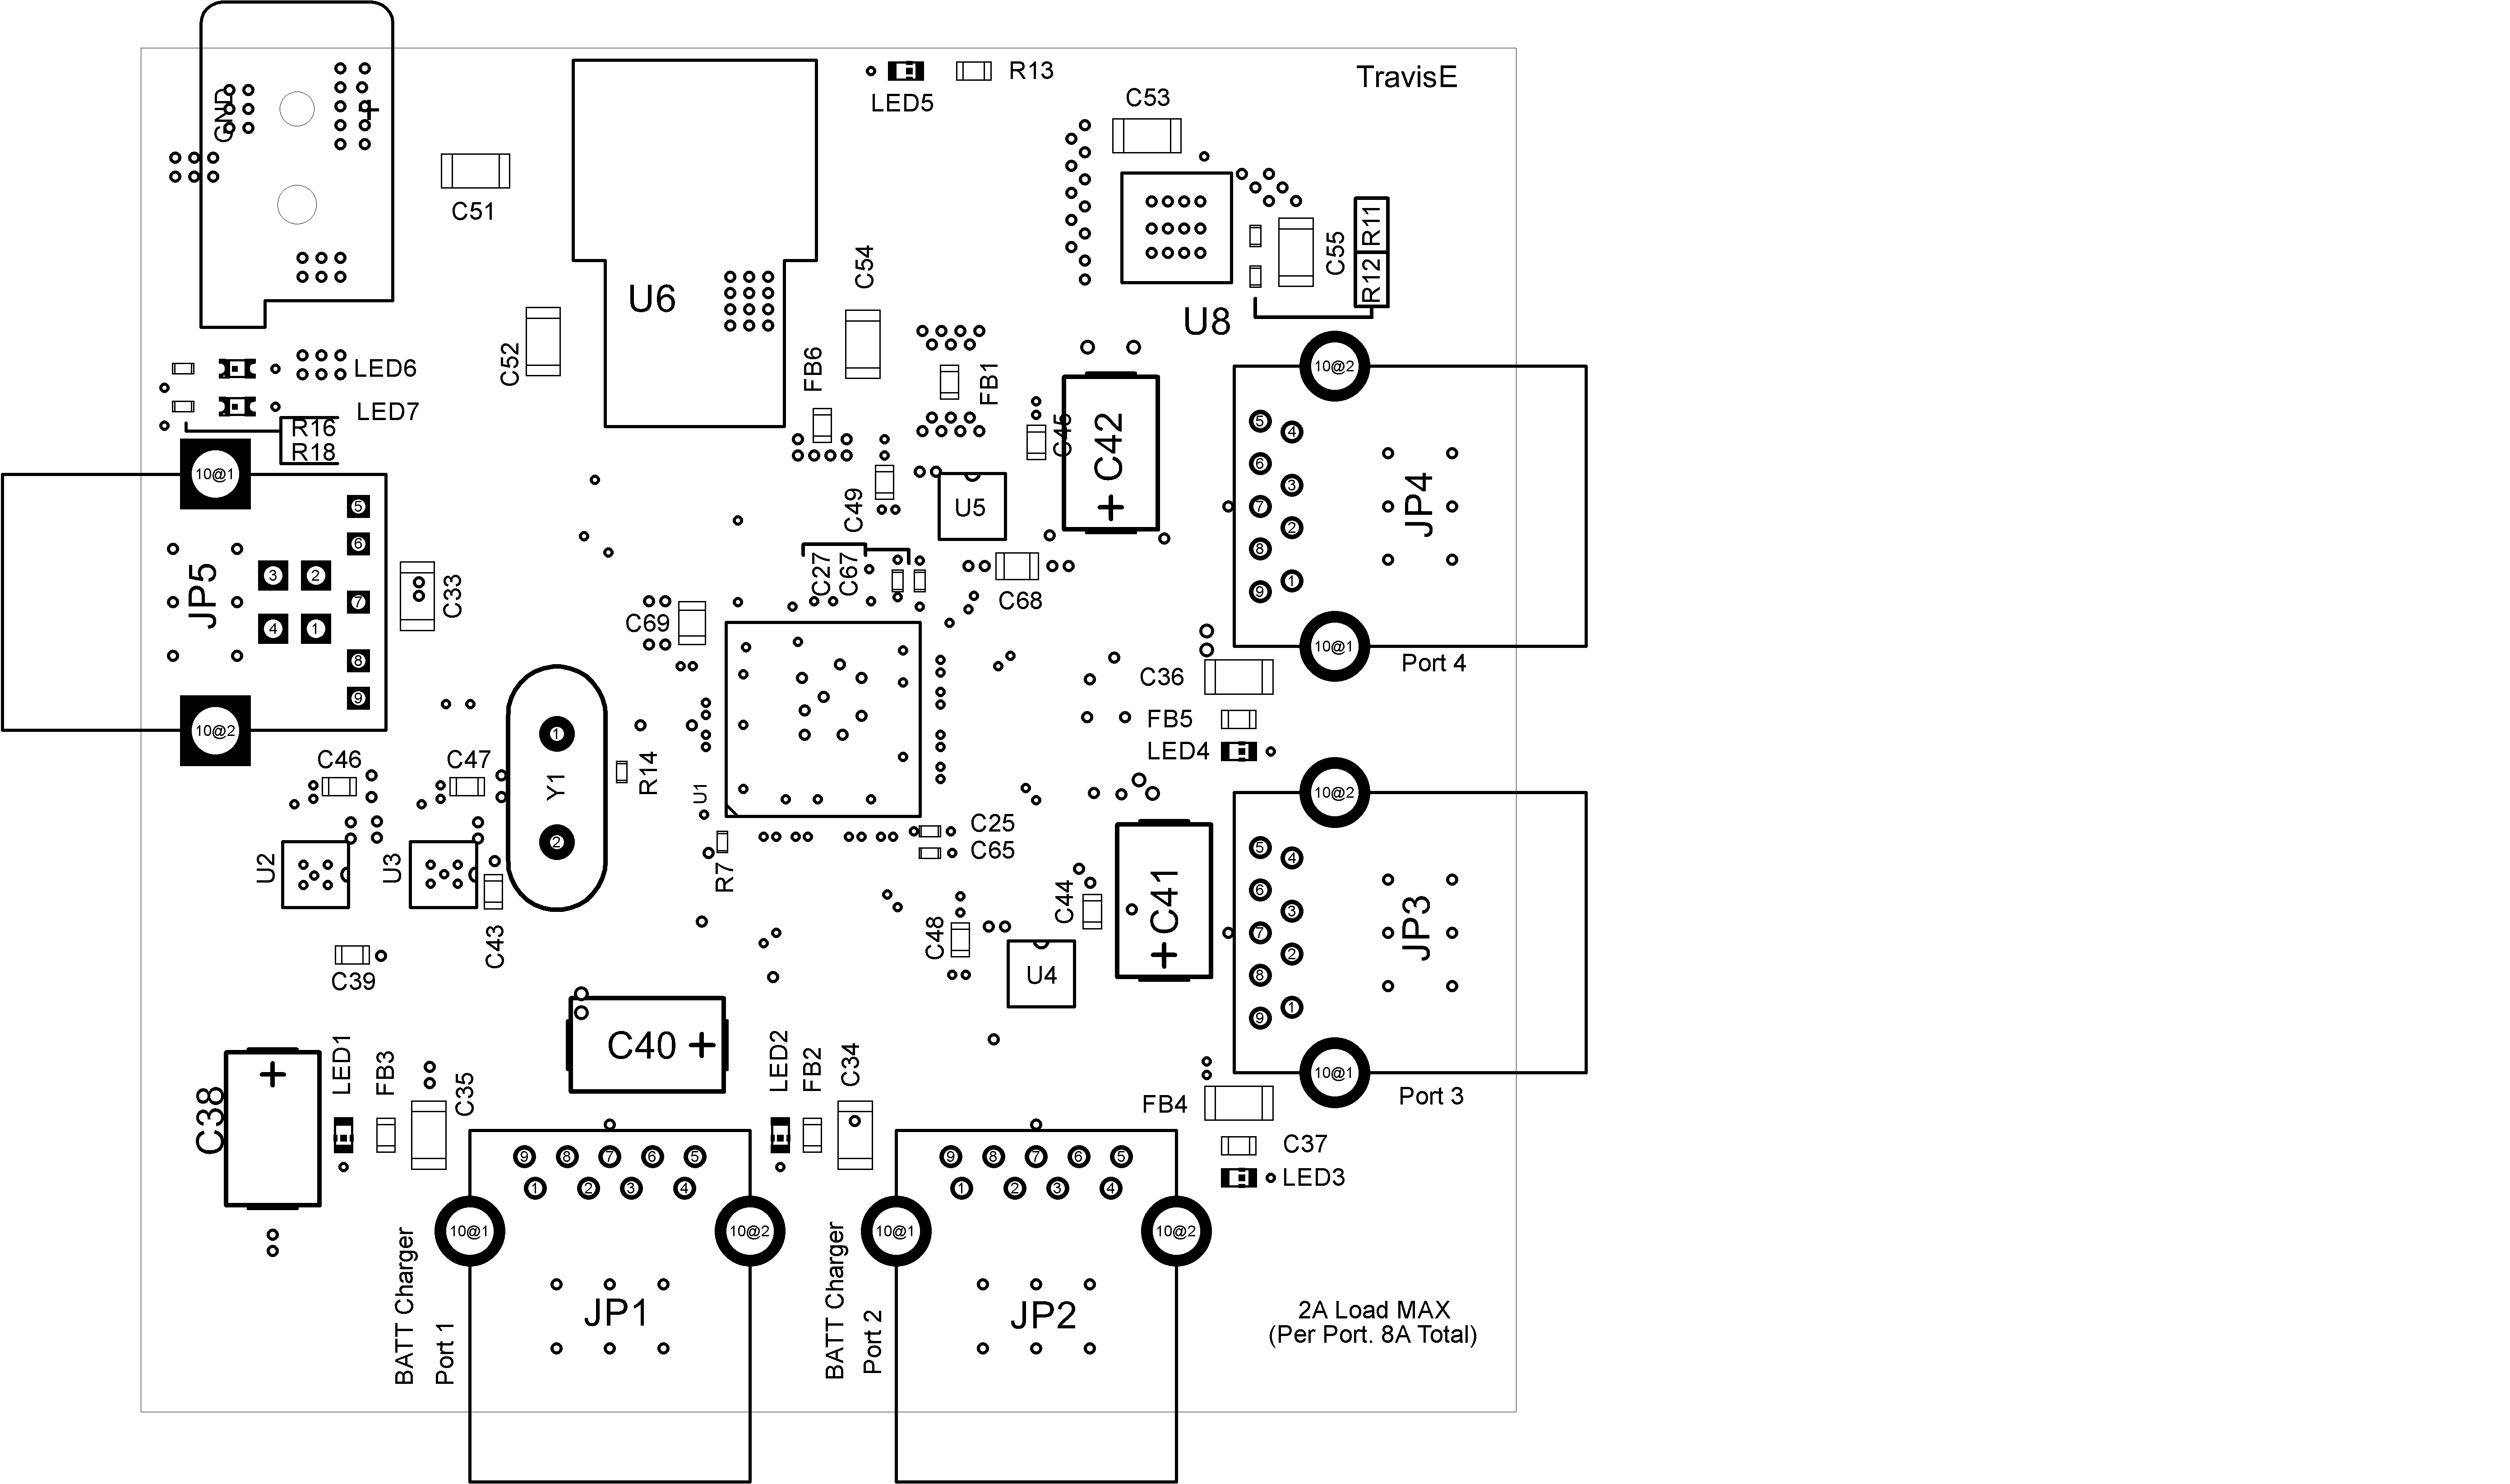 TravisE
R13
LED5
C53
GND
+
C51
R11
C55
R12
C54
U6
U8
C52
FB6
FB1
LED6
LED7
R16
R18
C45
C42
+
10@2
5
4
6
3
7
2
8
1
9
10@1
JP4
Port 4
10@1
5
6
3
2
7
4
1
8
9
10@2
JP5
C33
C49
U5
C27
C67
C68
C69
C36
FB5
LED4
C46
C47
1
Y1
2
R14
U1
R7
C25
C65
U2
U3
C43
C39
C44
C41
+
C48
U4
10@2
5
4
6
3
7
2
8
1
9
10@1
JP3
Port 3
C40 +
+
C38
LED1
FB3
C35
LED2
FB2
C34
FB4
C37
LED3
9 8 7 6 5
1 2 3 4
10@1 10@2
JP1
BATT Charger
Port 1
9 8 7 6 5
1 2 3 4
10@1 10@2
JP2
BATT Charger
Port 2
2A Load MAX
(Per Port. 8A Total)